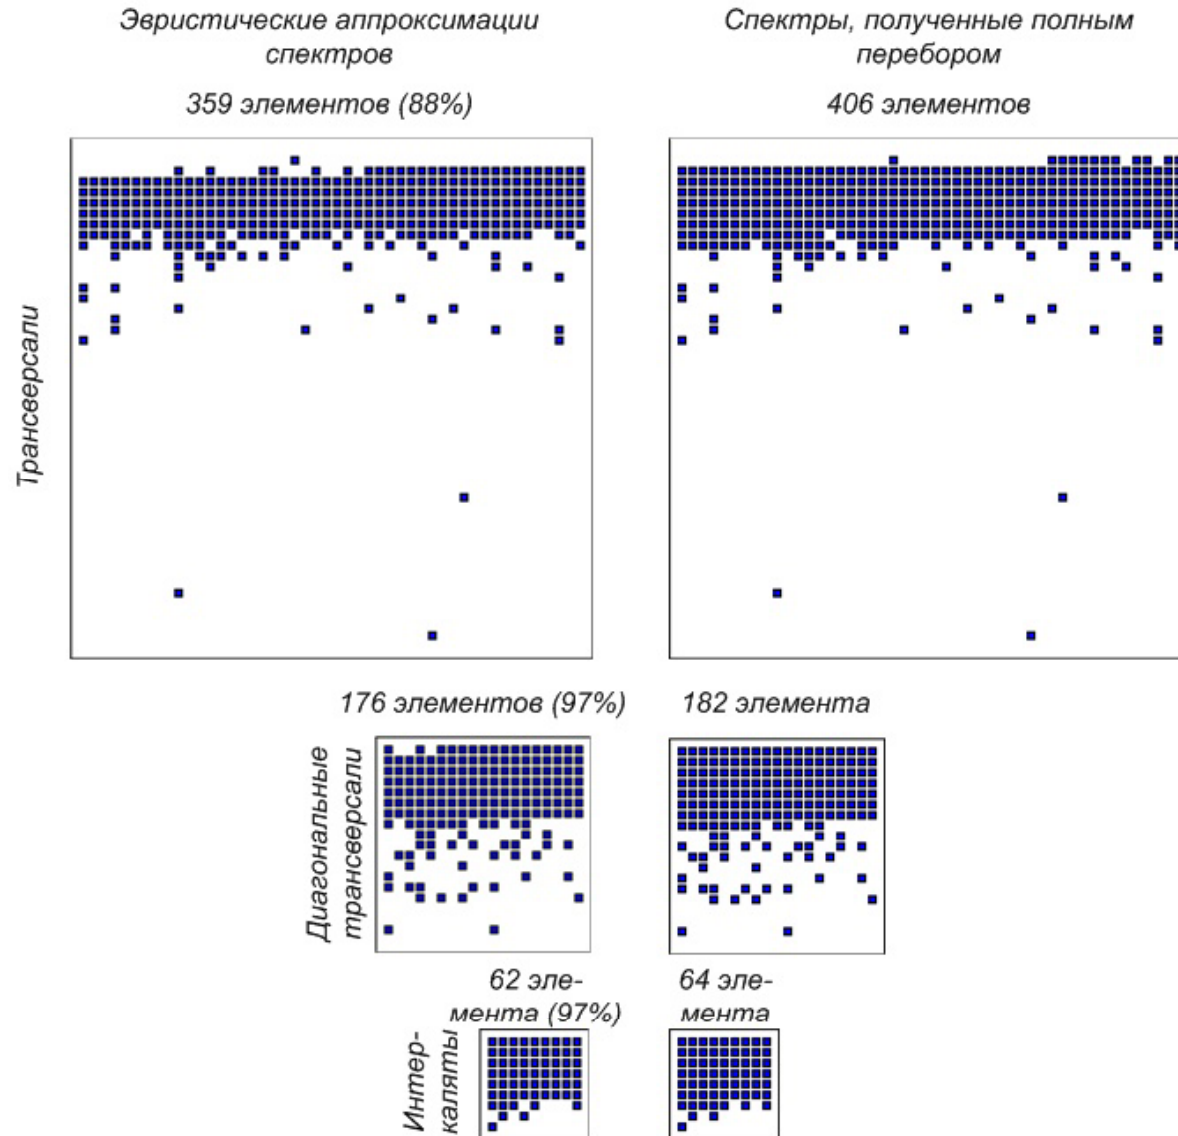 Эвристические аппроксимации
спектров
Спектры, полученные полным
перебором
359 элементов (88%)
406 элементов
Трансверсали
176 элементов (97%)
182 элемента
Диагональные
трансверсали
62 эле-
мента (97%)
64 эле-
мента
Интер-
каляты